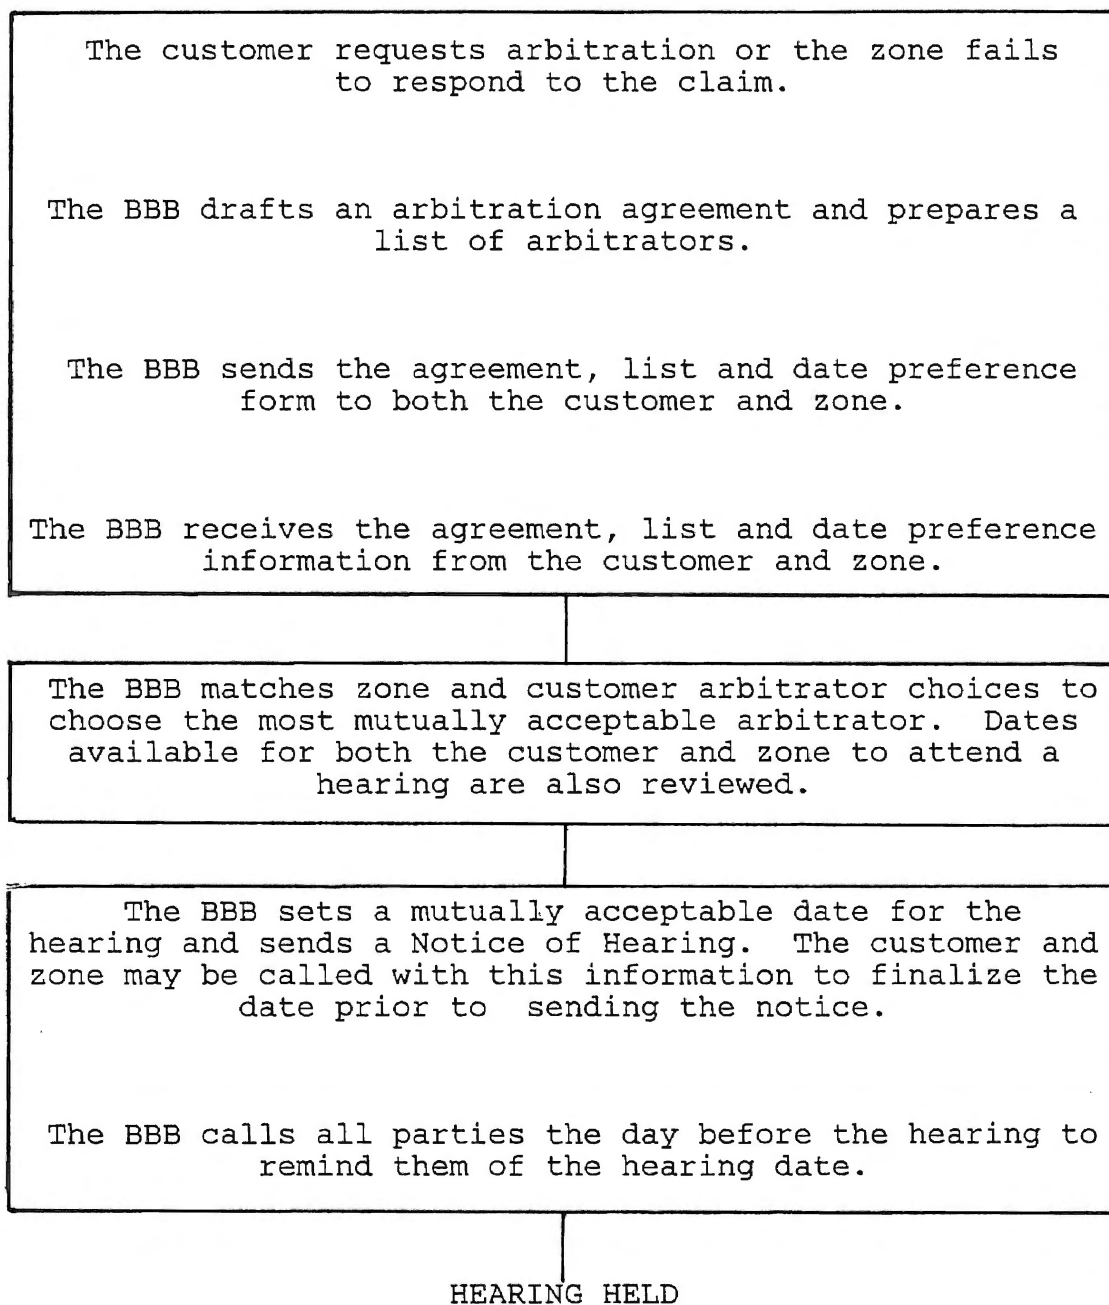 The customer requests arbitration or the zone fails
to respond to the claim.
The BBB drafts an arbitration agreement and prepares a
list of arbitrators.
The BBB sends the agreement, list and date preference
form to both the customer and zone.
The BBB receives the agreement, list and date preference
information from the customer and zone.
The BBB matches zone and customer arbitrator choices to
choose the most mutually acceptable arbitrator.  Dates
available for both the customer and zone to attend a
hearing are also reviewed.
The BBB sets a mutually acceptable date for the
hearing and sends a Notice of Hearing.  The customer and
zone may be called with this information to finalize the
date prior to  sending the notice.
The BBB calls all parties the day before the hearing to
remind them of the hearing date.
HEARING HELD